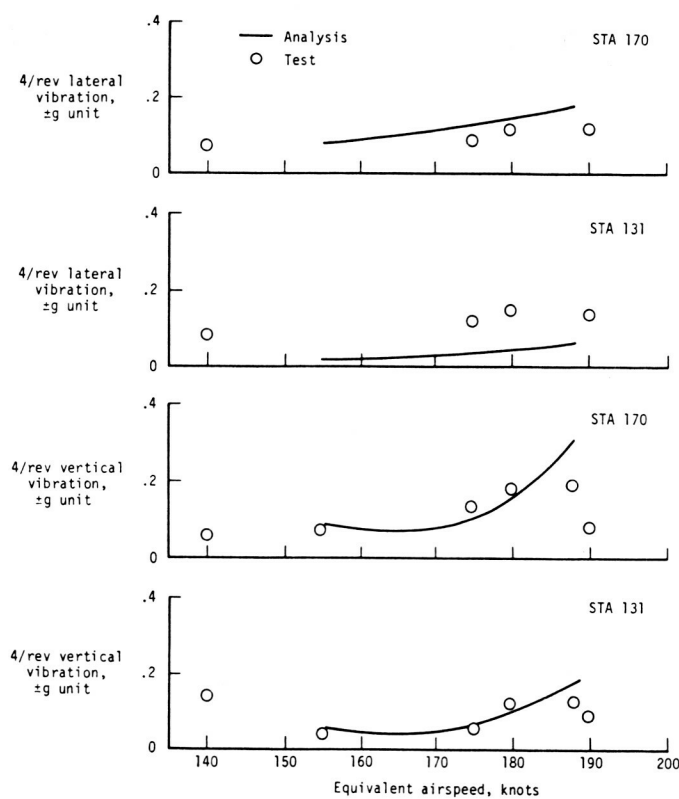 .4
Analysis
STA 170
Test
4/rev lateral
vibration,
±g unit
.2
0
.4
STA 131
4/rev lateral
vibration,
±g unit
.2
0
.4
STA 170
4/rev vertical
vibration,
±g unit
.2
0
.4
STA 131
4/rev vertical
vibration,
±g unit
.2
0
140 150 160 170 180 190 200
Equivalent airspeed, knots